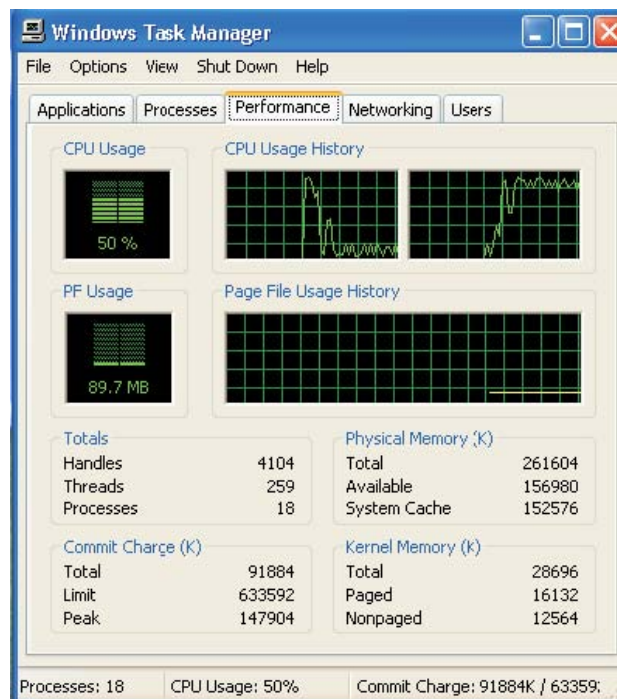 Windows Task Manager
File Options View Shut Down Help
Applications Processes Performance Networking Users
CPU Usage CPU Usage History
50 %
PF Usage Page File Usage History
89.7 MB
Totals Physical Memory (K)
Handles 4104 Total 261604
Threads 259 Available 156980
Processes 18 System Cache 152576
Commit Charge (K) Kernel Memory (K)
Total 91884 Total 28696
Limit 633592 Paged 16132
Peak 147904 Nonpaged 12564
Processes: 18 CPU Usage: 50% Commit Charge: 91884K / 63359